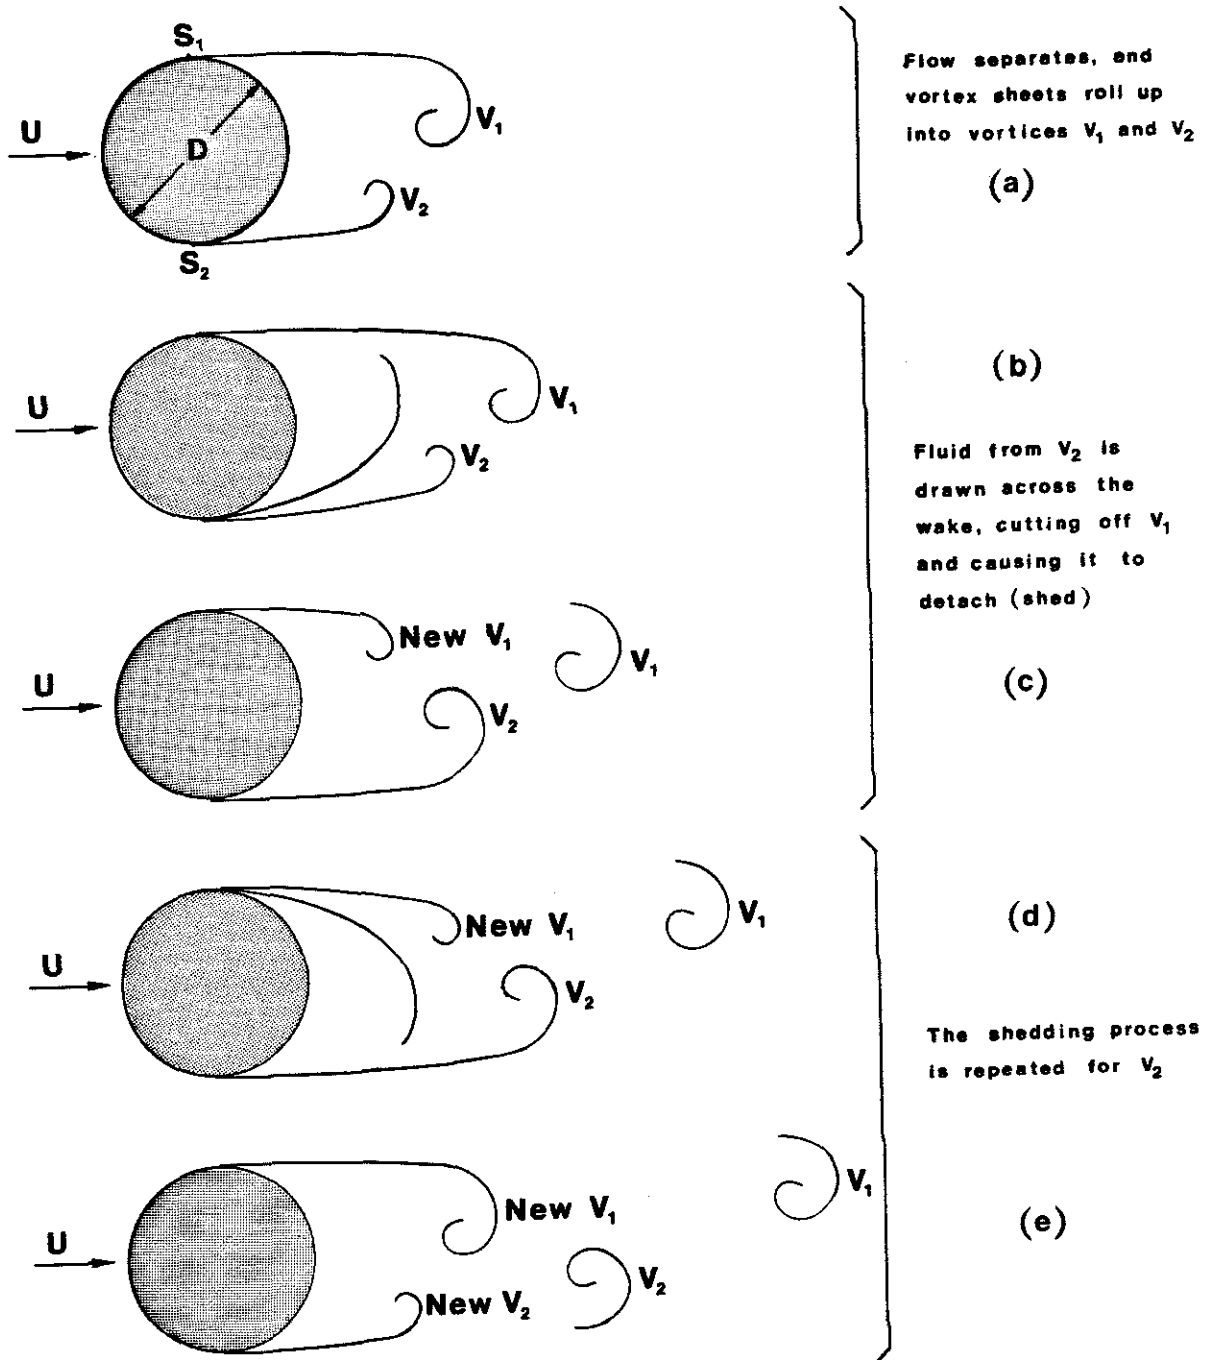 S₁
Flow separates, and
vortex sheets roll up
into vortices V₁ and V₂
(a)
U
D
V₁
V₂
S₂
(b)
U
V₁
V₂
Fluid from V₂ is
drawn across the
wake, cutting off V₁
and causing it to
detach (shed)
New V₁
V₁
U
V₂
(c)
New V₁
V₁
(d)
U
V₂
The shedding process
is repeated for V₂
V₁
New V₁
(e)
U
V₂
New V₂